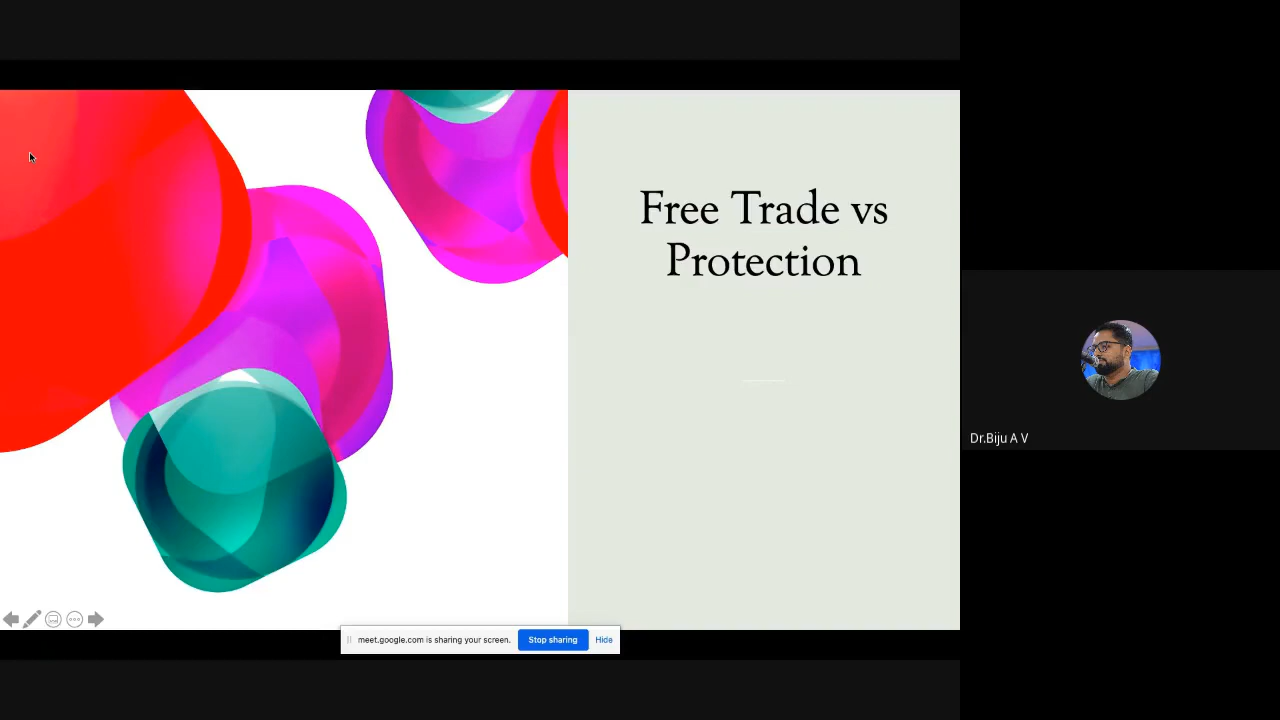 Free Trade vs
Protection
Dr.Biju A V
meet.google.com is sharing your screen.
Stop sharing
Hide